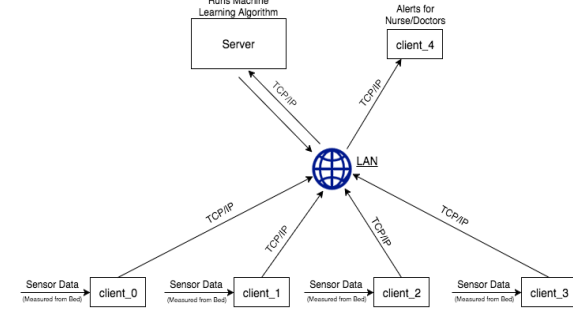 Runs Machine
Learning Algorithm
Server
Alerts for
Nurse/Doctors
client_4
TCP/IP
TCP/IP
LAN
TCP/IP
TCP/IP
TCP/IP
TCP/IP
Sensor Data
(Measured from Bed)
client_0
Sensor Data
(Measured from Bed)
client_1
Sensor Data
(Measured from Bed)
client_2
Sensor Data
(Measured from Bed)
client_3